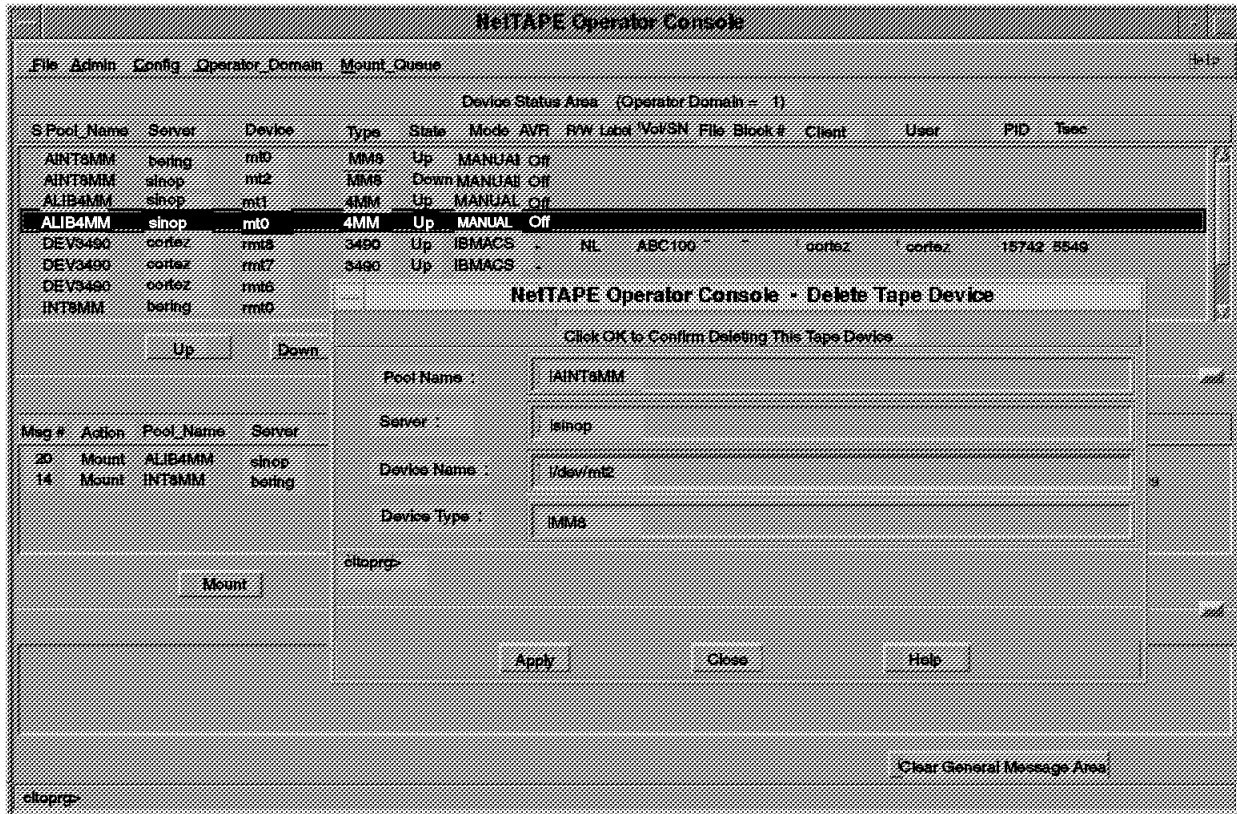 NetTAPE Operator Console
File Admin Config Operator_Domain Mount_Queue Help
Device Status Area (Operator Domain = 1)
S Pool_Name Server Device Type State Mode AVR R/W Label Vol/SN File Block # Client User PID Tsec
AINT8MM bering mt0 MM8 Up MANUAL Off
AINT8MM sinop mt2 MM8 Down MANUAL Off
ALIB4MM sinop mt1 4MM Up MANUAL Off
ALIB4MM sinop mt0 4MM Up MANUAL Off
DEV3490 cortez rmt8 3490 Up IBMACS - NL ABC100 - - cortez cortez 15742 5549
DEV3490 cortez rmt7 3490 Up IBMACS -
DEV3490 cortez rmt6
INT8MM bering rmt0
NetTAPE Operator Console - Delete Tape Device
Click OK to Confirm Deleting This Tape Device
Up Down
Pool Name : AINT8MM
Server : sinop
Device Name : /dev/mt2
Device Type : MM8
cltoprg>
Apply Close Help
Msg # Action Pool_Name Server
20 Mount ALIB4MM sinop
14 Mount INT8MM bering
9
Mount
Clear General Message Area
cltoprg>